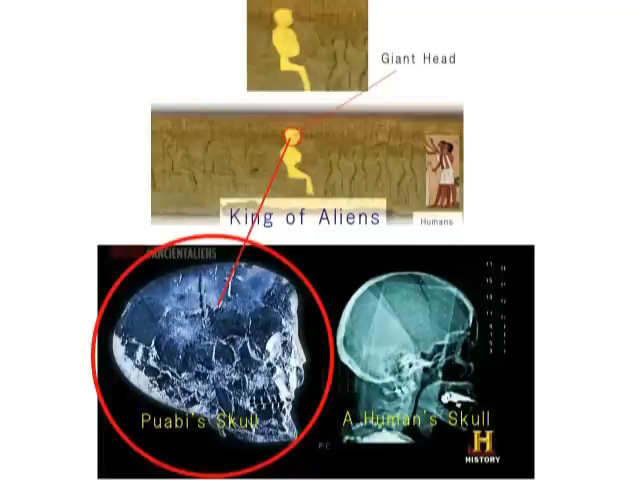 Giant Head
King of Aliens
Humans
ANCIENTALIENS
Puabi's Skull
A Human's Skull
H
HISTORY